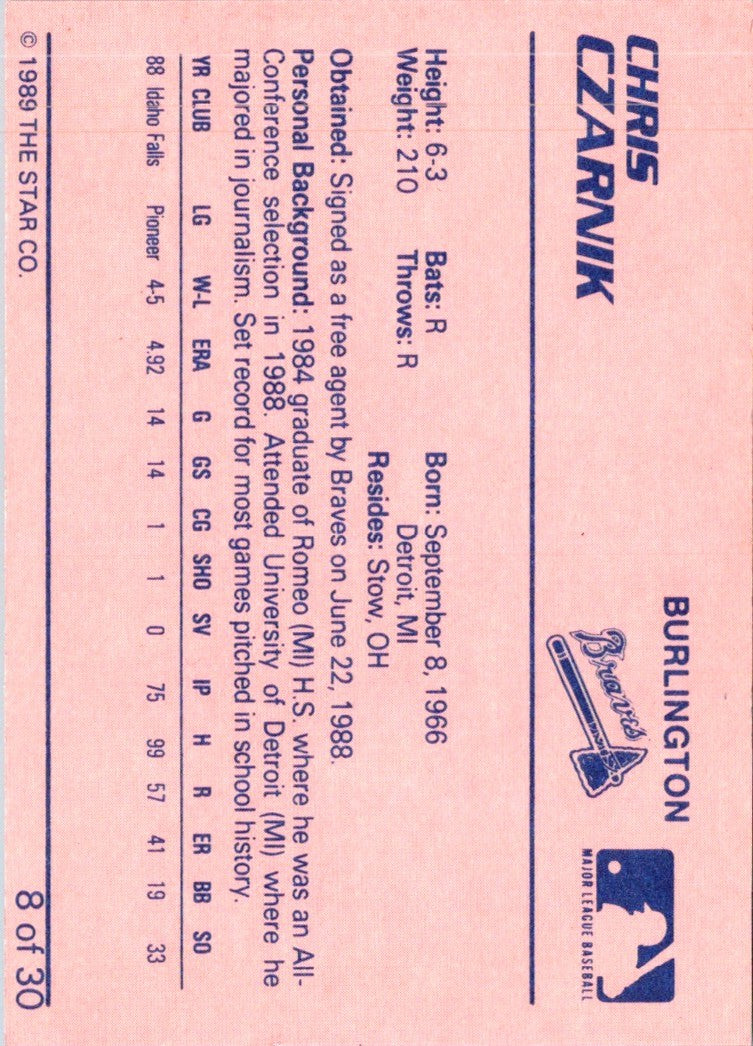 CHRIS
CZARNIK
BURLINGTON
Braves
MAJOR LEAGUE BASEBALL
Height: 6-3 Bats: R Born: September 8, 1966
Weight: 210 Throws: R Detroit, MI
Resides: Stow, OH
Obtained: Signed as a free agent by Braves on June 22, 1988.
Personal Background: 1984 graduate of Romeo (MI) H.S. where he was an All-
Conference selection in 1988. Attended University of Detroit (MI) where he
majored in journalism. Set record for most games pitched in school history.
YR CLUB LG W-L ERA G GS CG SHO SV IP H R ER BB SO
88 Idaho Falls Pioneer 4-5 4.92 14 14 1 1 0 75 99 57 41 19 33
© 1989 THE STAR CO. 8 of 30